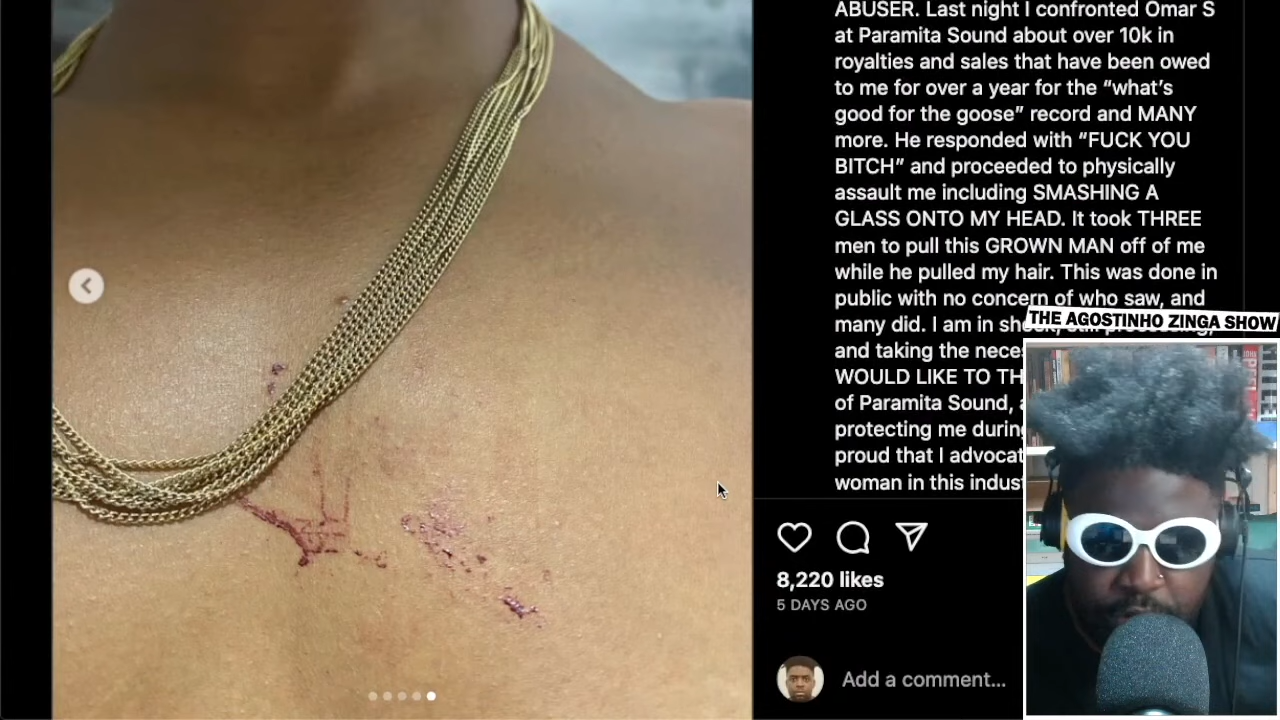 ABUSER. Last night I confronted Omar S
at Paramita Sound about over 10k in
royalties and sales that have been owed
to me for over a year for the “what’s
good for the goose” record and MANY
more. He responded with “FUCK YOU
BITCH” and proceeded to physically
assault me including SMASHING A
GLASS ONTO MY HEAD. It took THREE
men to pull this GROWN MAN off of me
while he pulled my hair. This was done in
public with no concern of who saw, and
many did. I am in
and taking the
WOULD LIKE TO
of Paramita Sound,
protecting me
proud that I
woman in this
THE AGOSTINHO ZINGA SHOW
8,220 likes
5 DAYS AGO
Add a comment...